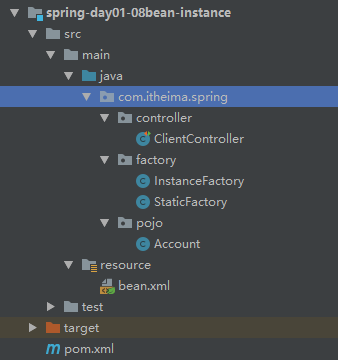 spring-day01-08bean-instance
src
main
java
com.itheima.spring
controller
ClientController
factory
InstanceFactory
StaticFactory
pojo
Account
resource
bean.xml
test
target
pom.xml